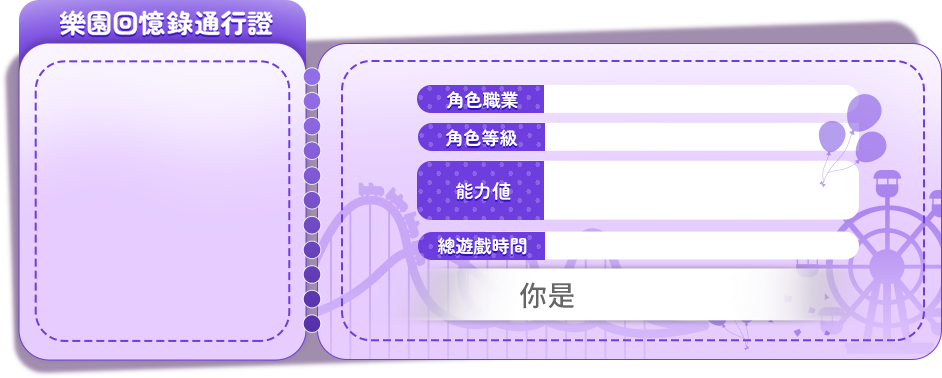 樂園回憶錄通行證
角色職業
角色等級
能力值
總遊戲時間
你是